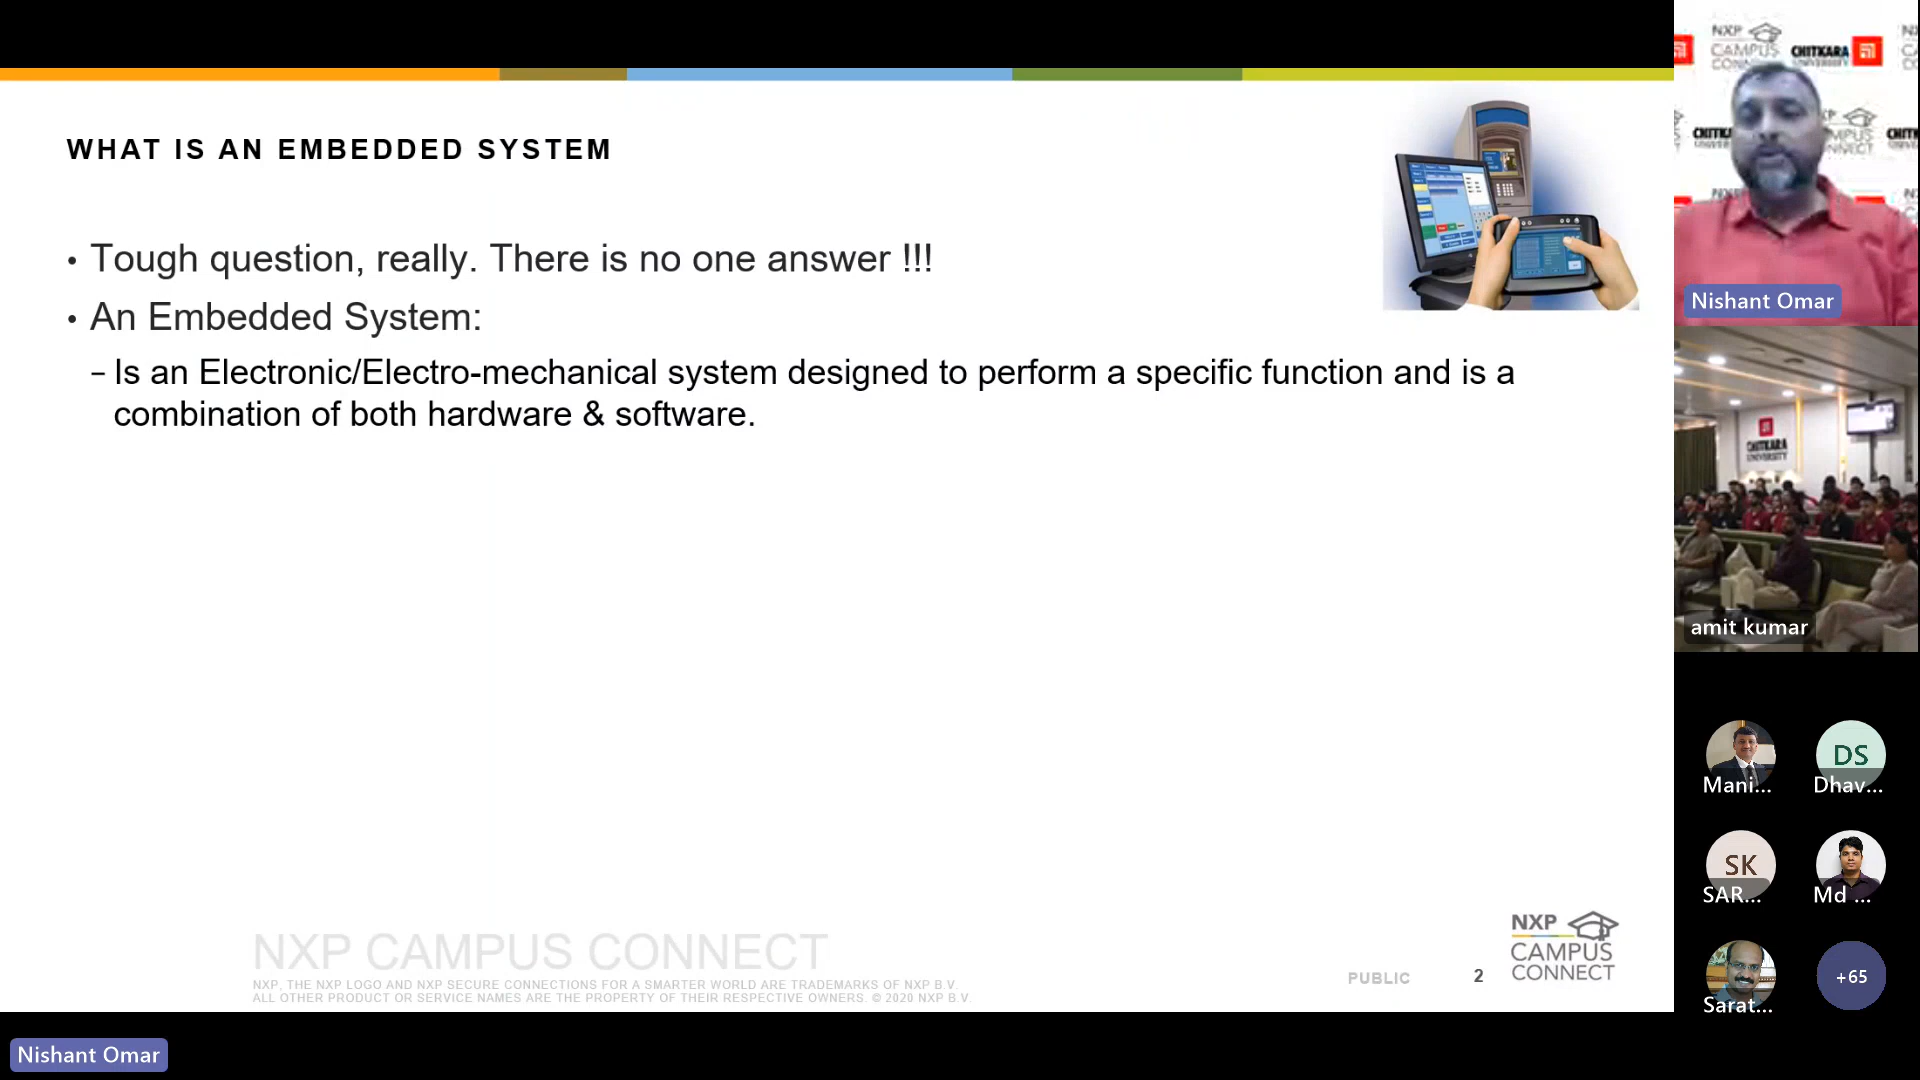 WHAT IS AN EMBEDDED SYSTEM
• Tough question, really. There is no one answer !!!
• An Embedded System:
– Is an Electronic/Electro-mechanical system designed to perform a specific function and is a
combination of both hardware & software.
NXP CAMPUS CONNECT
NXP, THE NXP LOGO AND NXP SECURE CONNECTIONS FOR A SMARTER WORLD ARE TRADEMARKS OF NXP B.V.
ALL OTHER PRODUCT OR SERVICE NAMES ARE THE PROPERTY OF THEIR RESPECTIVE OWNERS. © 2020 NXP B.V.
PUBLIC
2
NXP
CAMPUS
CONNECT
NXP
CAMPUS
CHITKARA
UNIVERSITY
Nishant Omar
CHITKARA
UNIVERSITY
amit kumar
Mani...
DS
Dhav...
SK
SAR...
Md ...
Sarat...
+65
Nishant Omar